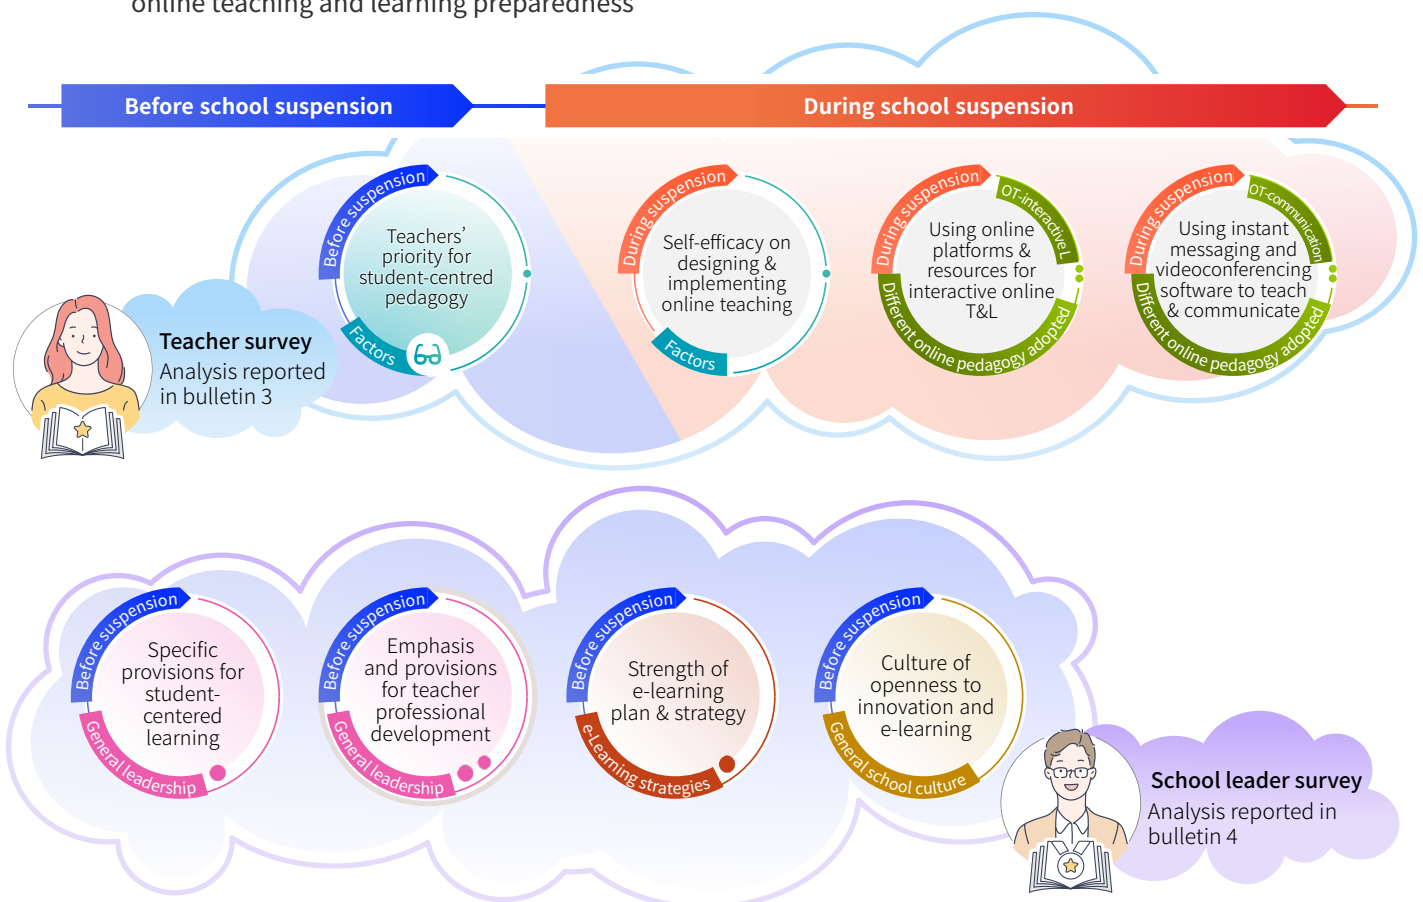 online teaching and learning preparedness
Before school suspension
During school suspension
Before suspension
Teachers’
priority for
student-centred
pedagogy
Factors
During suspension
Self-efficacy on
designing &
implementing
online teaching
Factors
During suspension
OT-interactive L
Using online
platforms &
resources for
interactive online
T&L
Different online pedagogy adopted
During suspension
OT-communication
Using instant
messaging and
videoconferencing
software to teach
& communicate
Different online pedagogy adopted
Teacher survey
Analysis reported
in bulletin 3
Before suspension
Specific
provisions for
student-
centered
learning
General leadership
Before suspension
Emphasis
and provisions
for teacher
professional
development
General leadership
Before suspension
Strength of
e-learning
plan & strategy
e-Learning strategies
Before suspension
Culture of
openness to
innovation and
e-learning
General school culture
School leader survey
Analysis reported in
bulletin 4